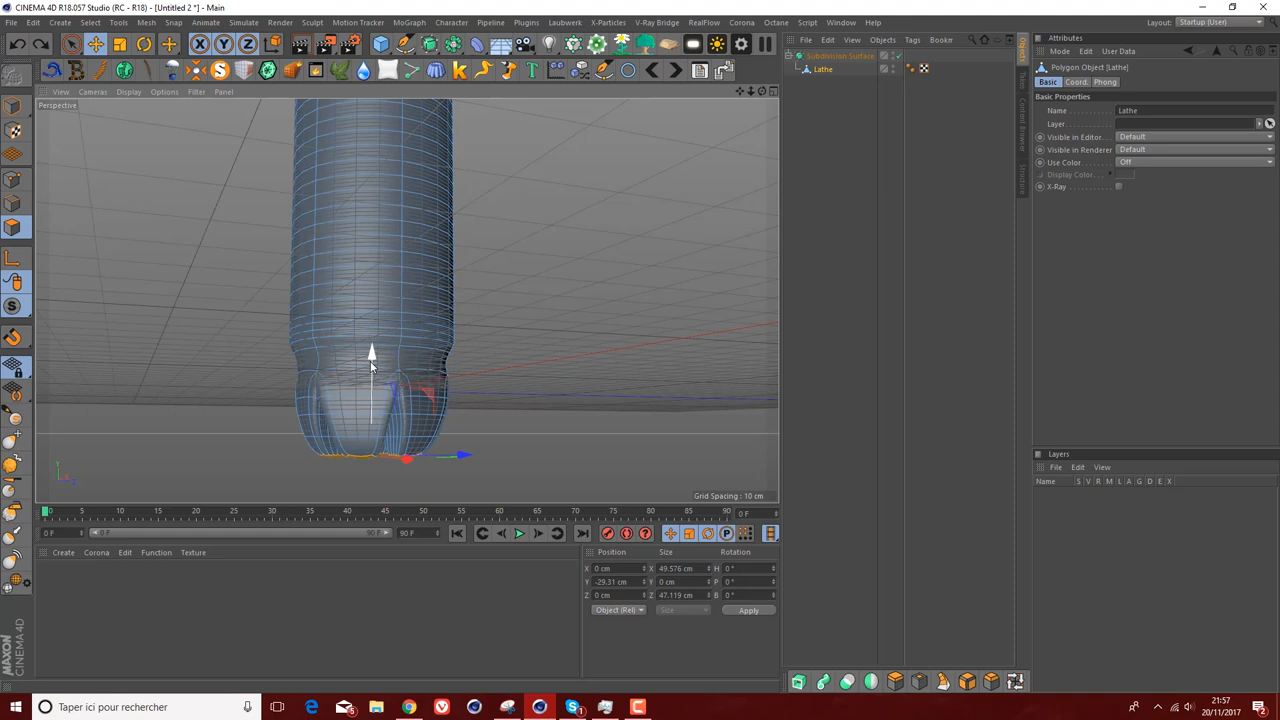 CINEMA 4D R18.057 Studio (RC - R18) - [Untitled 2 *] - Main
File Edit Create Select Tools Mesh Snap Animate Simulate Render Sculpt Motion Tracker MoGraph Character Pipeline Plugins Laubwerk X-Particles V-Ray Bridge RealFlow Corona Octane Script Window Help
Layout: Startup (User)
View Cameras Display Options Filter Panel
Perspective
Grid Spacing : 10 cm
0 5 10 15 20 25 30 35 40 45 50 55 60 65 70 75 80 85 90
0 F
0 F
0 F
90 F
90 F
Create Corona Edit Function Texture
Position Size Rotation
X 0 cm X 49.576 cm H 0 °
Y -29.31 cm Y 0 cm P 0 °
Z 0 cm Z 47.119 cm B 0 °
Object (Rel) Size Apply
MAXON CINEMA 4D
File Edit View Objects Tags Bookm
Subdivision Surface
Lathe
Objects
Takes
Content Browser
Structure
Attributes
Mode Edit User Data
Polygon Object [Lathe]
Basic Coord. Phong
Basic Properties
Name Lathe
Layer
Visible in Editor Default
Visible in Renderer Default
Use Color Off
Display Color
X-Ray
Layers
File Edit View
Name S V R M L A G D E X
Taper ici pour rechercher
21:57
20/11/2017